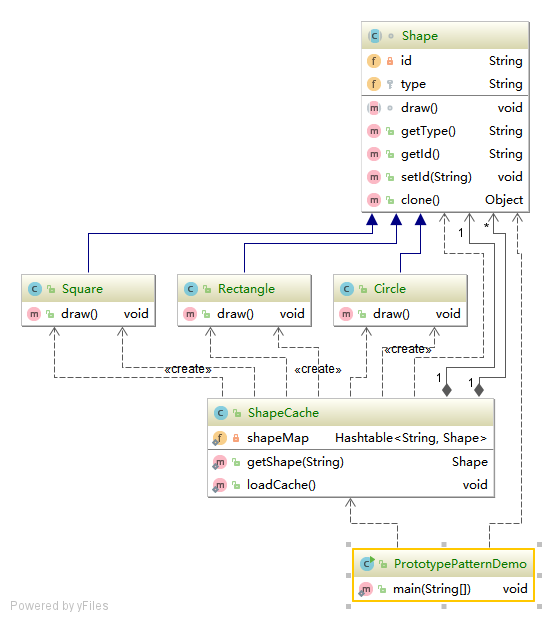 Shape
id String
type String
draw() void
getType() String
getId() String
setId(String) void
clone() Object
1 *
Square
draw() void
Rectangle
draw() void
Circle
draw() void
«create» «create» «create»
1 1
ShapeCache
shapeMap Hashtable<String, Shape>
getShape(String) Shape
loadCache() void
PrototypePatternDemo
main(String[]) void
Powered by yFiles